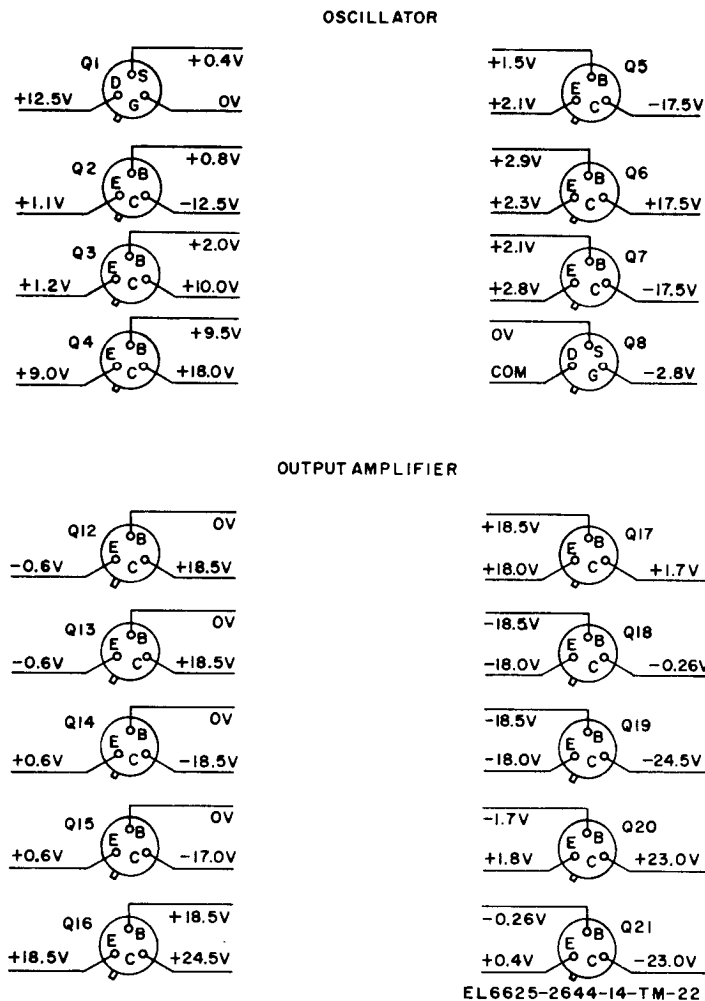 OSCILLATOR
Q1
D
S
G
+0.4V
+12.5V
0V
Q5
+1.5V
B
E
C
+2.1V
-17.5V
Q2
+0.8V
E
B
C
+1.1V
-12.5V
Q6
+2.9V
B
E
C
+2.3V
+17.5V
Q3
+2.0V
E
B
C
+1.2V
+10.0V
Q7
+2.1V
B
E
C
+2.8V
-17.5V
Q4
+9.5V
E
B
C
+9.0V
+18.0V
Q8
0V
D
S
G
COM
-2.8V
OUTPUT AMPLIFIER
Q12
0V
E
B
C
-0.6V
+18.5V
Q17
+18.5V
E
B
C
+18.0V
+1.7V
Q13
0V
E
B
C
-0.6V
+18.5V
Q18
-18.5V
E
B
C
-18.0V
-0.26V
Q14
0V
E
B
C
+0.6V
-18.5V
Q19
-18.5V
E
B
C
-18.0V
-24.5V
Q15
0V
E
B
C
+0.6V
-17.0V
Q20
-1.7V
E
B
C
+1.8V
+23.0V
Q16
+18.5V
E
B
C
+18.5V
+24.5V
Q21
-0.26V
E
B
C
+0.4V
-23.0V
EL6625-2644-14-TM-22